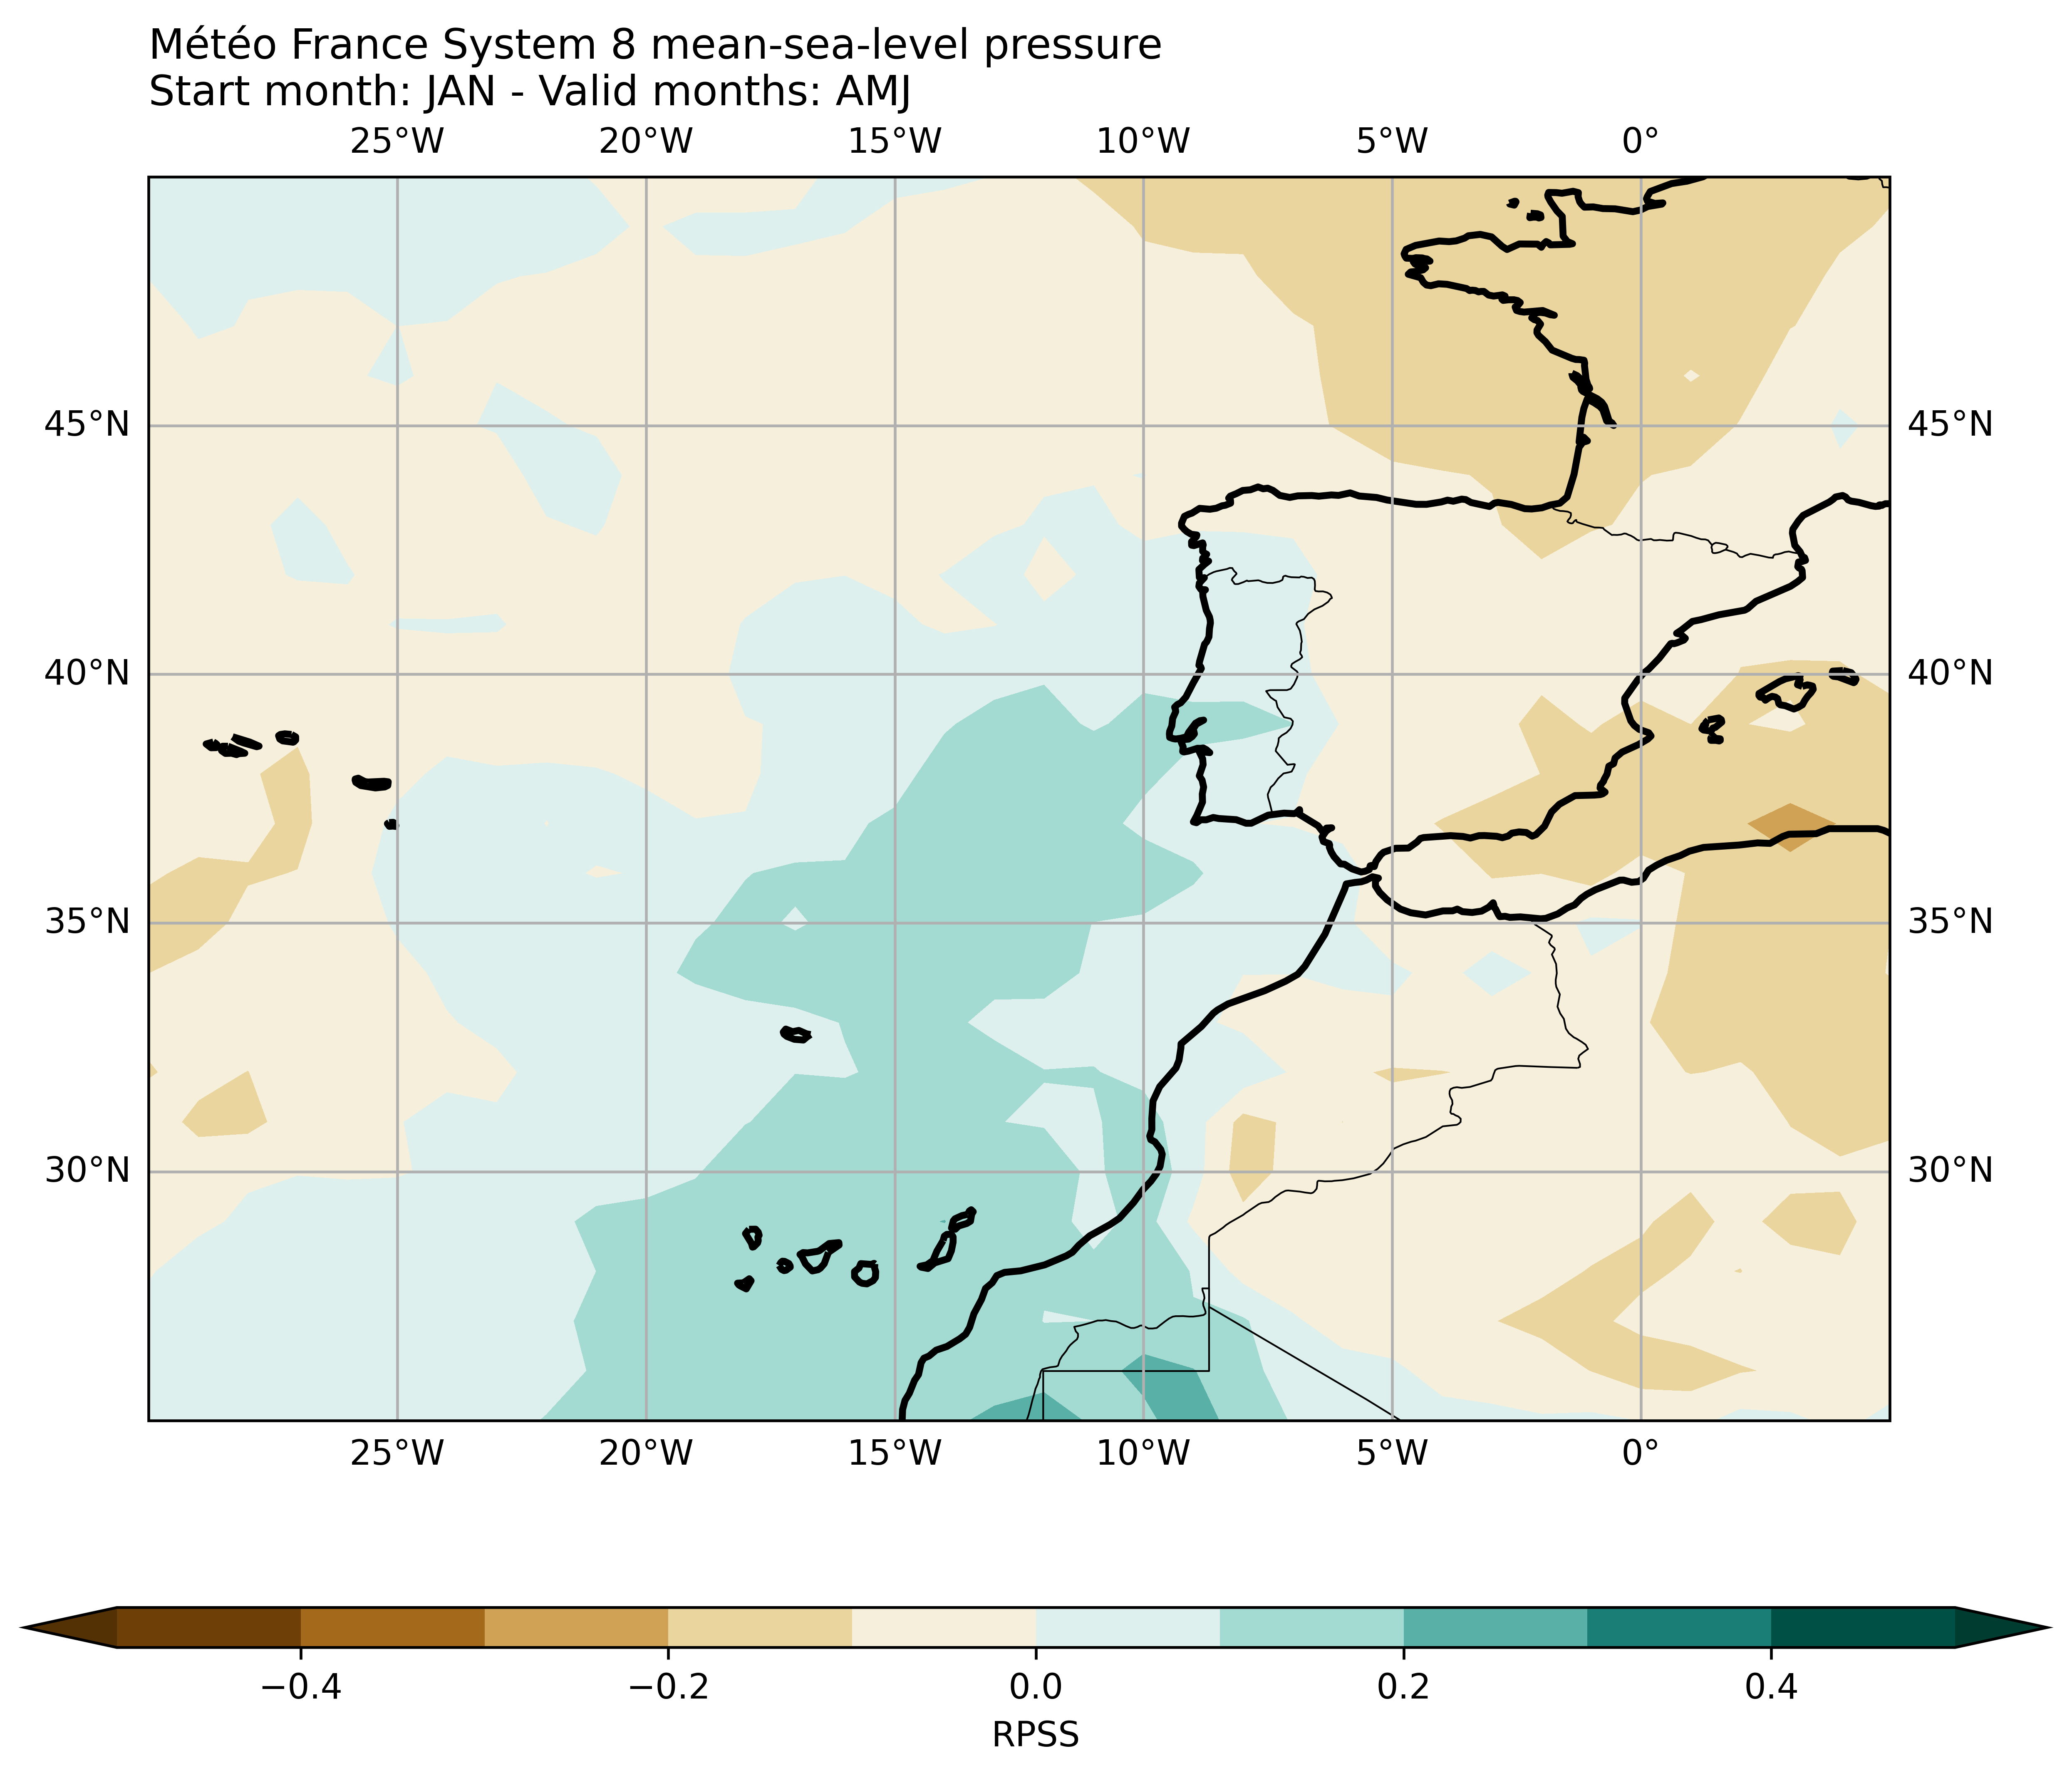 Météo France System 8 mean-sea-level pressure
Start month: JAN - Valid months: AMJ
25°W 20°W 15°W 10°W 5°W 0°
45°N 45°N
40°N 40°N
35°N 35°N
30°N 30°N
25°W 20°W 15°W 10°W 5°W 0°
−0.4 −0.2 0.0 0.2 0.4
RPSS